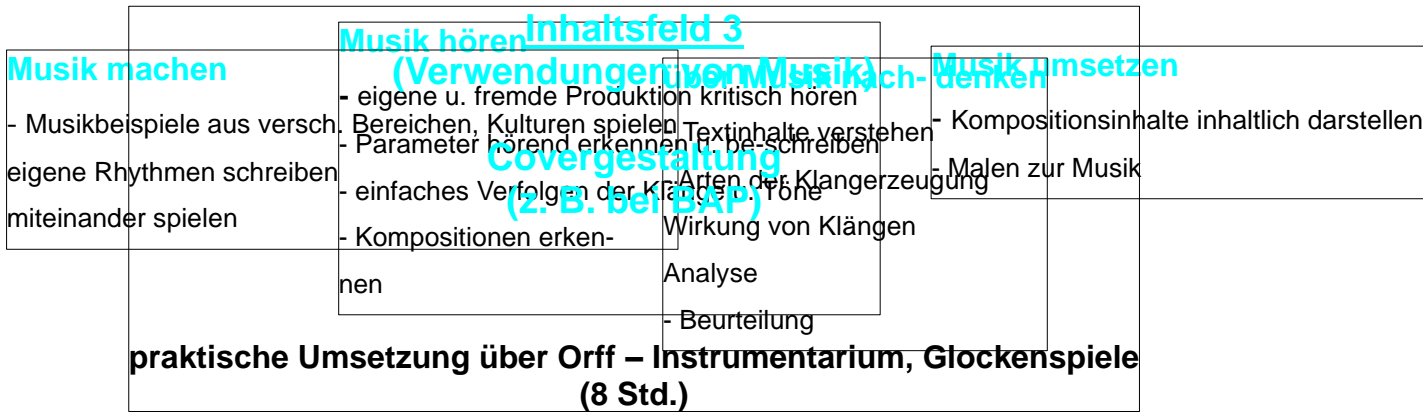 Inhaltsfeld 3
(Verwendungen von Musik)
Covergestaltung
(z. B. bei BAP)
praktische Umsetzung über Orff – Instrumentarium, Glockenspiele
(8 Std.)
Musik machen
- Musikbeispiele aus versch. Bereichen, Kulturen spielen
eigene Rhythmen schreiben
miteinander spielen
Musik hören
- eigene u. fremde Produktion kritisch hören
- Parameter hörend erkennen u. be-schreiben
- einfaches Verfolgen der Klänge u. Töne
- Kompositionen erken-
nen
über Musik nach- denken
- Textinhalte verstehen
- Arten der Klangerzeugung
Wirkung von Klängen
Analyse
- Beurteilung
Musik umsetzen
- Kompositionsinhalte inhaltlich darstellen
- Malen zur Musik